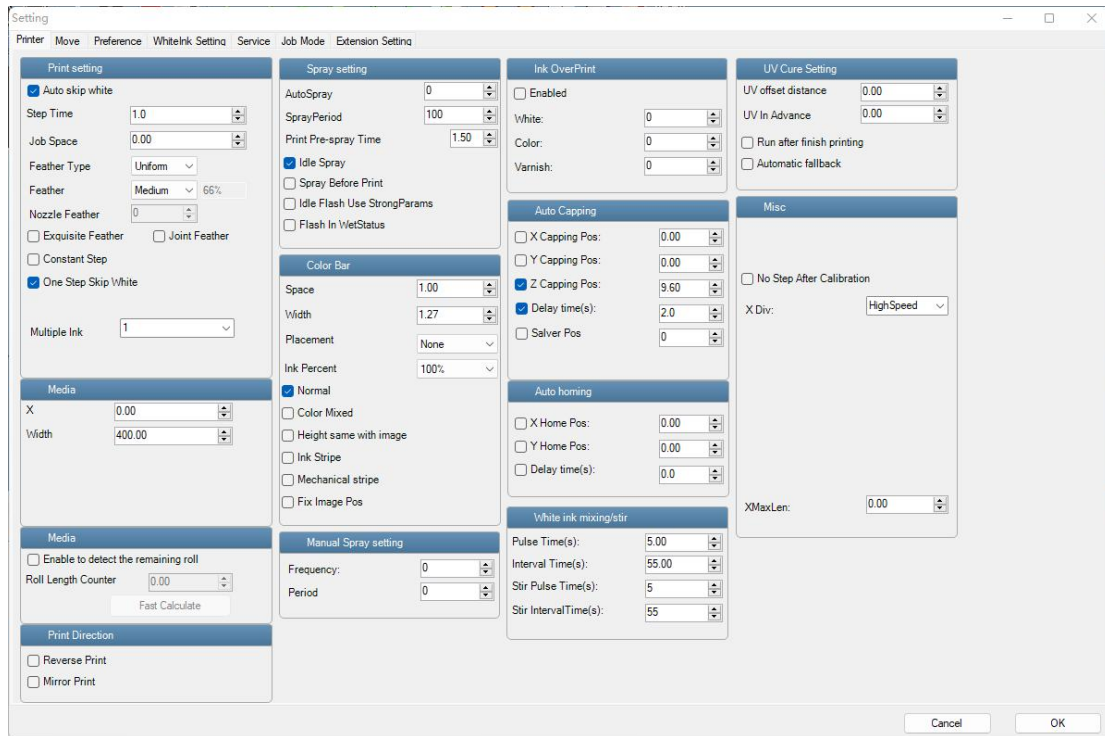 Setting
Printer Move Preference WhiteInk Setting Service Job Mode Extension Setting
Print setting
Auto skip white
Step Time 1.0
Job Space 0.00
Feather Type Uniform
Feather Medium 66%
Nozzle Feather 0
Exquisite Feather Joint Feather
Constant Step
One Step Skip White
Multiple Ink 1
Media
X 0.00
Width 400.00
Media
Enable to detect the remaining roll
Roll Length Counter 0.00
Fast Calculate
Print Direction
Reverse Print
Mirror Print
Spray setting
AutoSpray 0
SprayPeriod 100
Print Pre-spray Time 1.50
Idle Spray
Spray Before Print
Idle Flash Use StrongParams
Flash In WetStatus
Color Bar
Space 1.00
Width 1.27
Placement None
Ink Percent 100%
Normal
Color Mixed
Height same with image
Ink Stripe
Mechanical stripe
Fix Image Pos
Manual Spray setting
Frequency: 0
Period 0
Ink OverPrint
Enabled
White: 0
Color: 0
Varnish: 0
Auto Capping
X Capping Pos: 0.00
Y Capping Pos: 0.00
Z Capping Pos: 9.60
Delay time(s): 2.0
Salver Pos 0
Auto homing
X Home Pos: 0.00
Y Home Pos: 0.00
Delay time(s): 0.0
White ink mixing/stir
Pulse Time(s): 5.00
Interval Time(s): 55.00
Stir Pulse Time(s): 5
Stir IntervalTime(s): 55
UV Cure Setting
UV offset distance 0.00
UV In Advance 0.00
Run after finish printing
Automatic fallback
Misc
No Step After Calibration
X Div: HighSpeed
XMaxLen: 0.00
Cancel OK